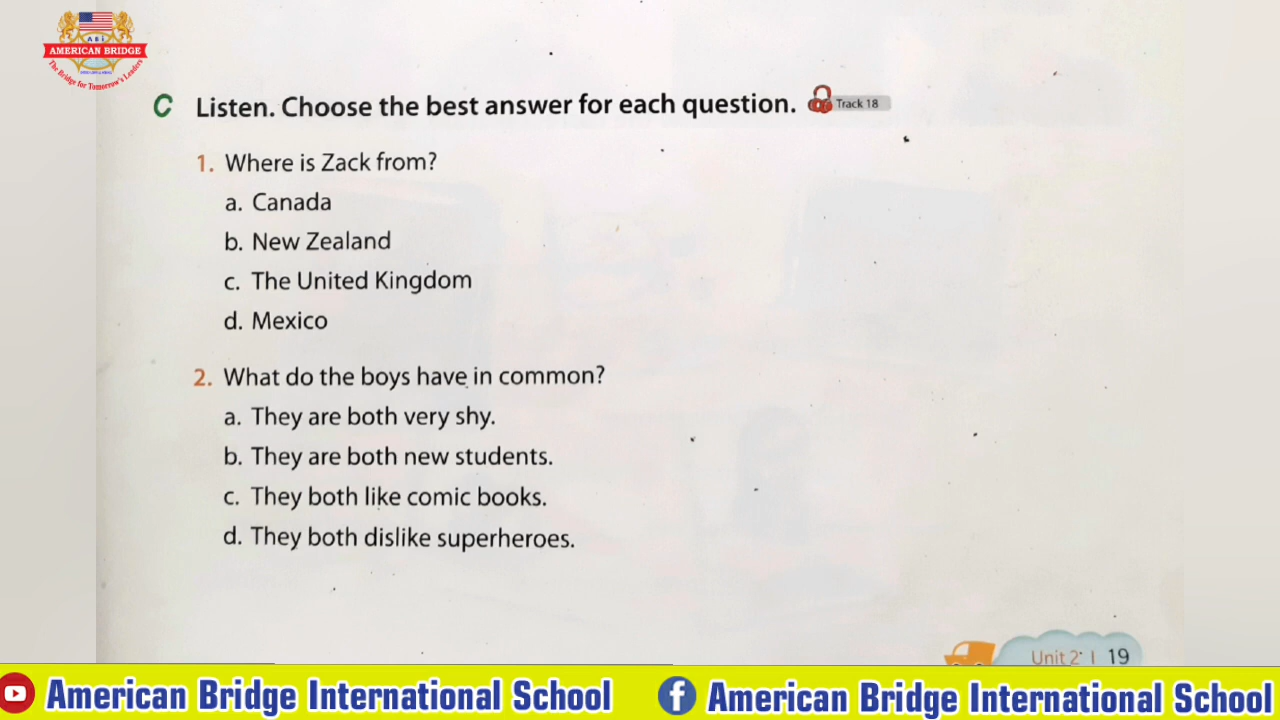 ABi
AMERICAN BRIDGE
The Bridge for Tomorrow's Leaders
C Listen. Choose the best answer for each question. Track 18
1. Where is Zack from?
a. Canada
b. New Zealand
c. The United Kingdom
d. Mexico
2. What do the boys have in common?
a. They are both very shy.
b. They are both new students.
c. They both like comic books.
d. They both dislike superheroes.
Unit 2 | 19
American Bridge International School
American Bridge International School